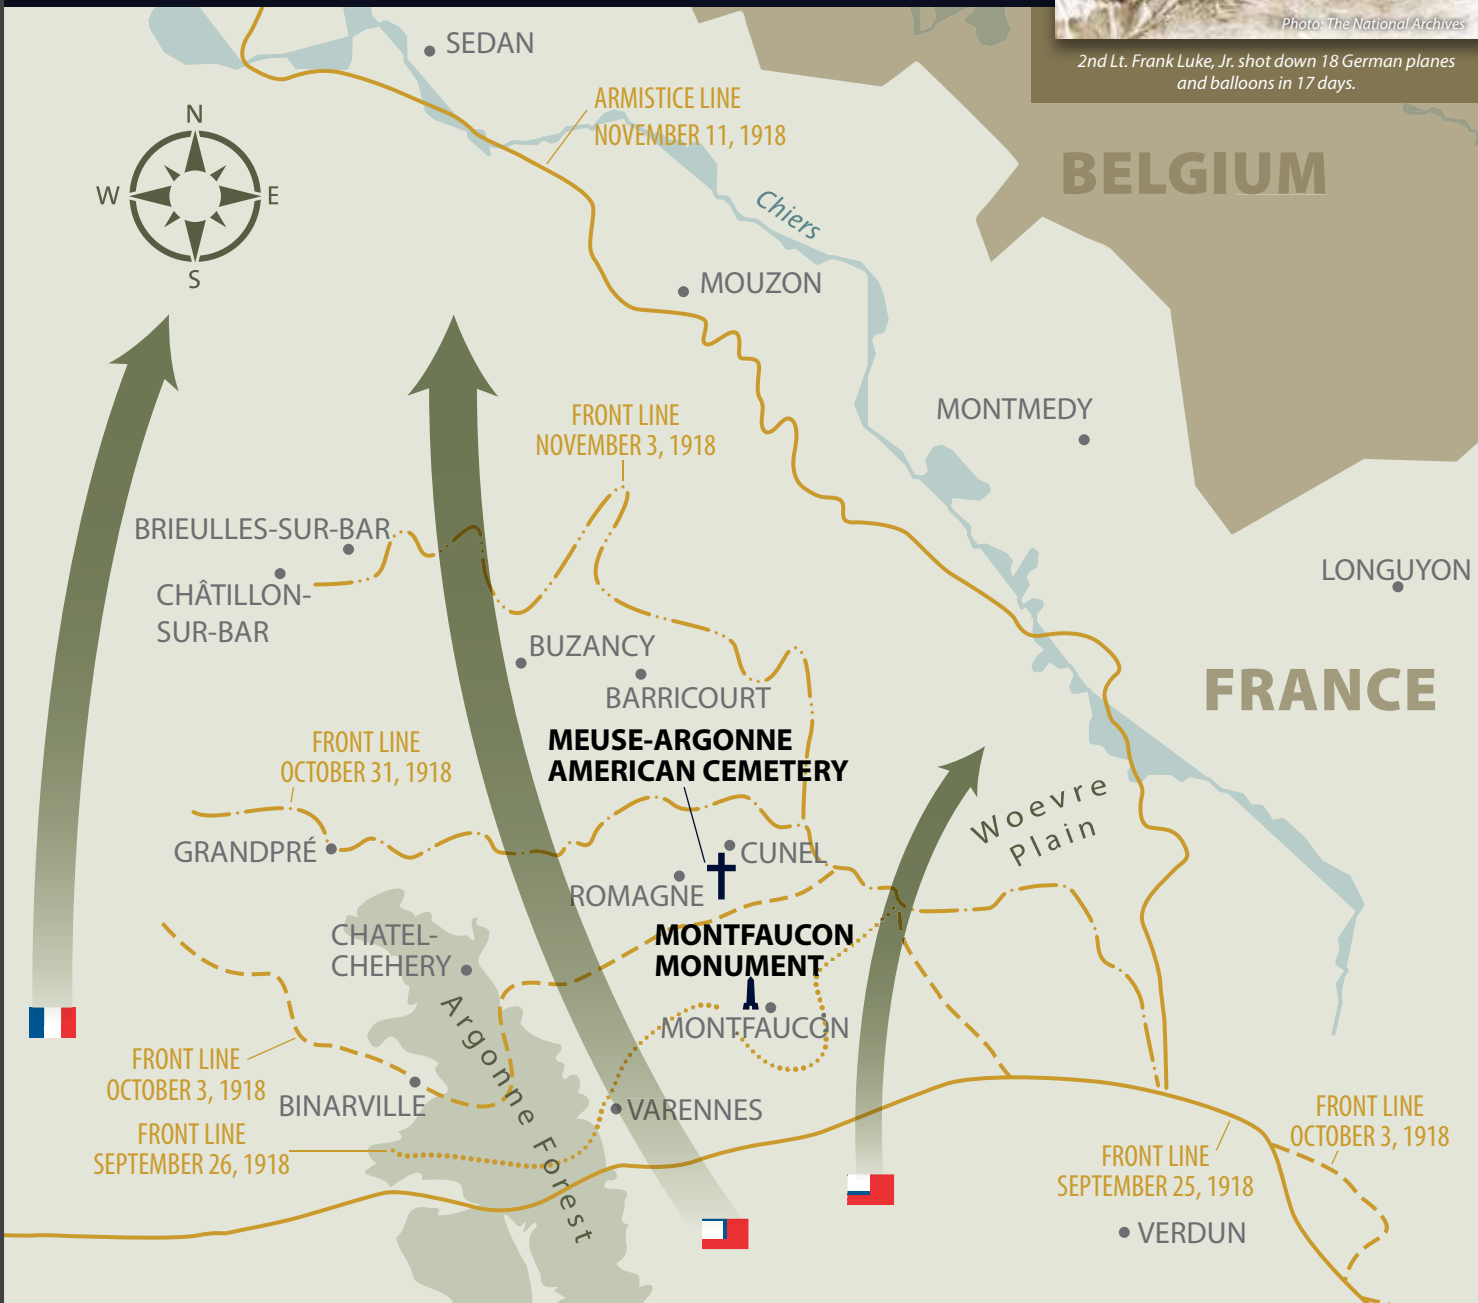 Photo: The National Archives
2nd Lt. Frank Luke, Jr. shot down 18 German planes
and balloons in 17 days.
SEDAN
ARMISTICE LINE
NOVEMBER 11, 1918
N
W
E
S
BELGIUM
Chiers
MOUZON
MONTMEDY
FRONT LINE
NOVEMBER 3, 1918
BRIEULLES-SUR-BAR
CHÂTILLON-
SUR-BAR
LONGUYON
BUZANCY
BARRICOURT
FRANCE
MEUSE-ARGONNE
AMERICAN CEMETERY
FRONT LINE
OCTOBER 31, 1918
Woevre
Plain
GRANDPRÉ
CUNEL
ROMAGNE
CHATEL-
CHEHERY
MONTFAUCON
MONUMENT
MONTFAUCON
Argonne Forest
FRONT LINE
OCTOBER 3, 1918
BINARVILLE
VARENNES
FRONT LINE
SEPTEMBER 26, 1918
FRONT LINE
OCTOBER 3, 1918
FRONT LINE
SEPTEMBER 25, 1918
VERDUN